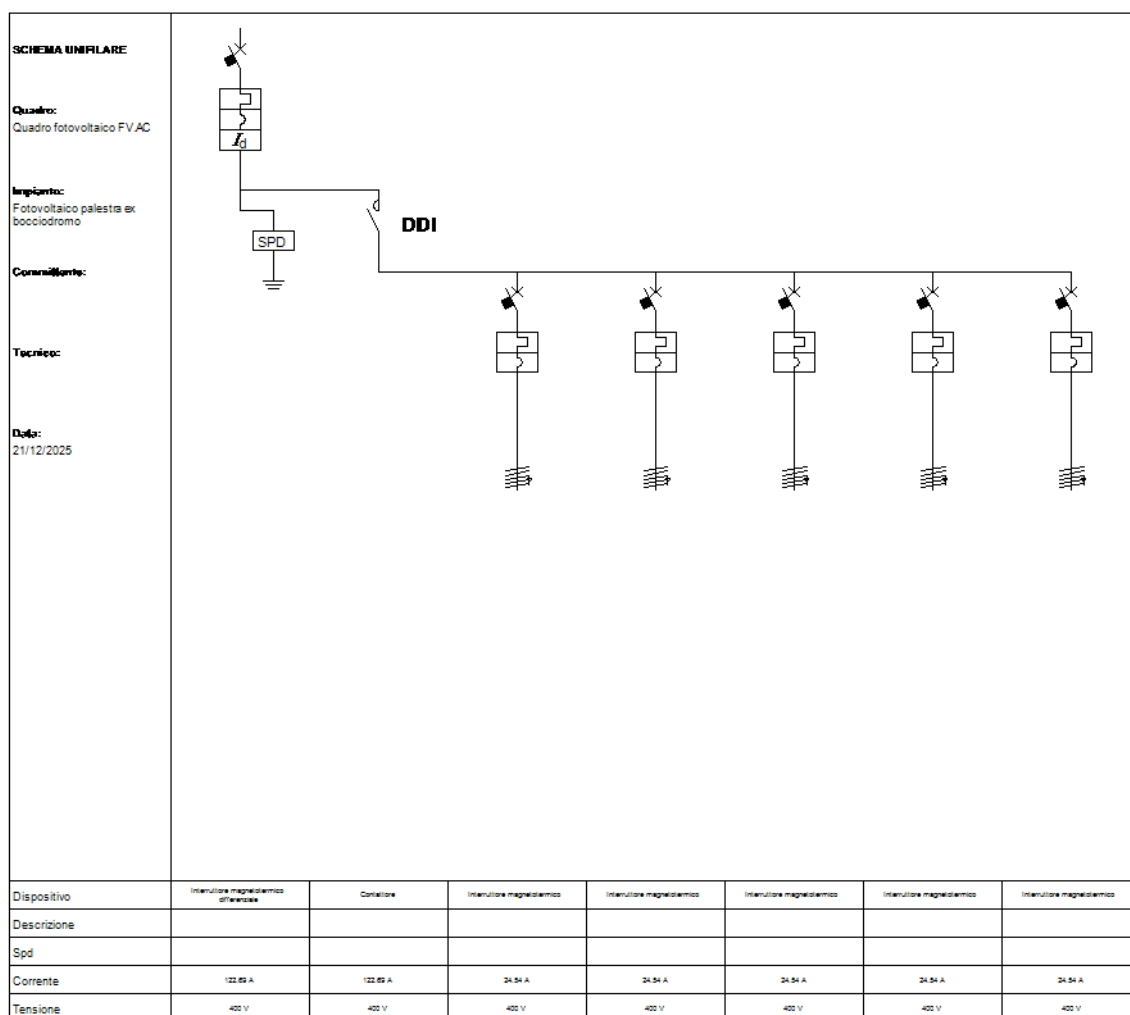 SCHEMA UNIFILARE
Quadro:
Quadro fotovoltaico FV.AC
Impianto:
Fotovoltaico palestra ex
bocciodromo
Committente:
Tecnico:
Data:
21/12/2025
Id
SPD
DDI
Dispositivo Interruttore magnetotermico differenziale Contattore Interruttore magnetotermico Interruttore magnetotermico Interruttore magnetotermico Interruttore magnetotermico Interruttore magnetotermico
Descrizione
Spd
Corrente 122.69 A 122.69 A 24.54 A 24.54 A 24.54 A 24.54 A 24.54 A
Tensione 400 V 400 V 400 V 400 V 400 V 400 V 400 V